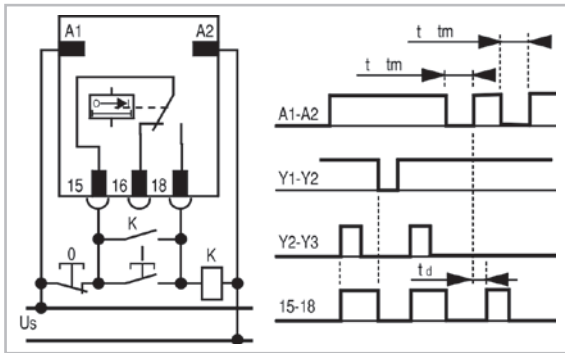 A1 A2
15 16 18
K
0 I K
Us
t tm
t tm
A1-A2
Y1-Y2
Y2-Y3
td
15-18